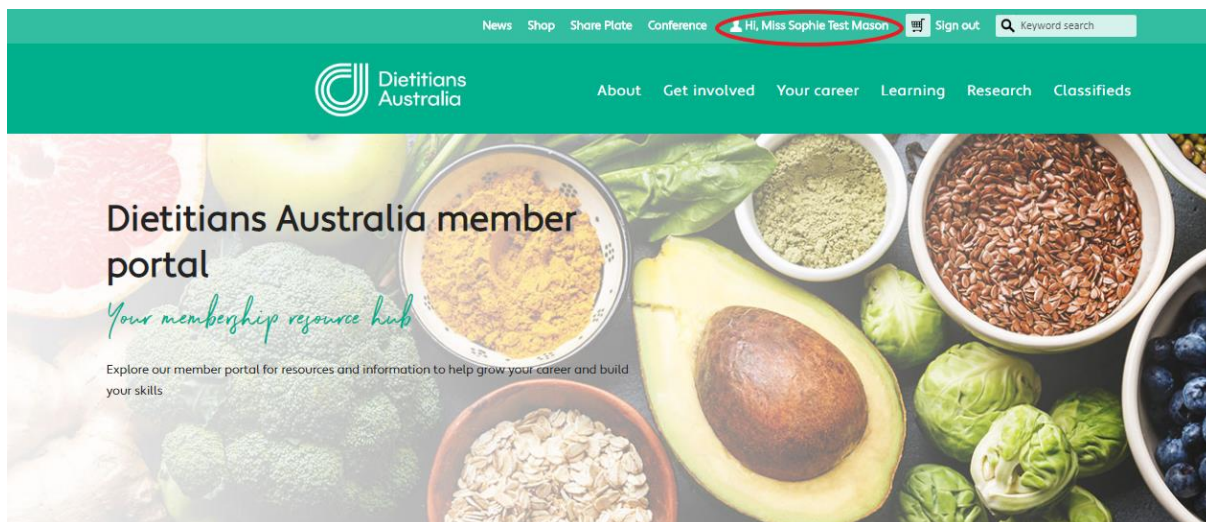 News Shop Share Plate Conference Hi, Miss Sophie Test Mason Sign out Keyword search
Dietitians
Australia
About Get involved Your career Learning Research Classifieds
Dietitians Australia member
portal
Your membership resource hub
Explore our member portal for resources and information to help grow your career and build
your skills